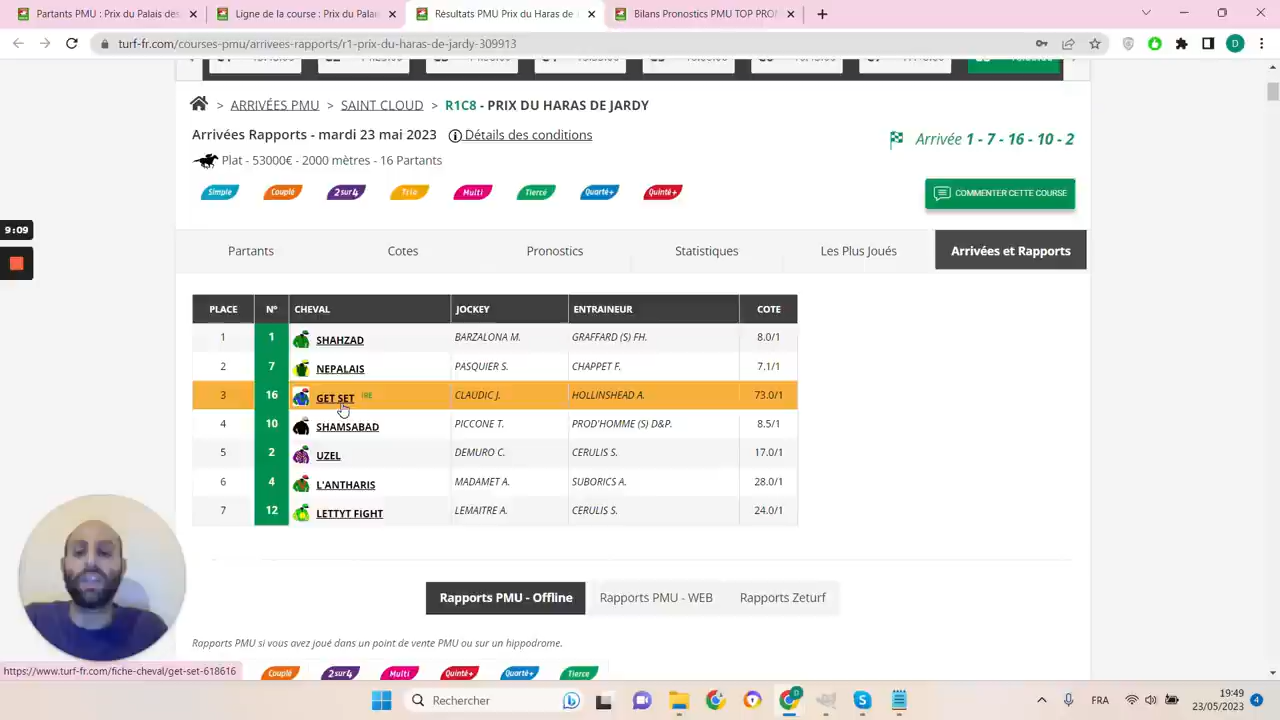 PMU : Prix du Palais des
Programme Course : Prix Palai
Résultats PMU : Prix du Haras de
Bilans Pronostics PMU TOP PRO
turf-fr.com/courses-pmu/arrivees-rapports/r1-prix-du-haras-de-jardy-309913
> ARRIVÉES PMU > SAINT CLOUD > R1C8 - PRIX DU HARAS DE JARDY
Arrivées Rapports - mardi 23 mai 2023 Détails des conditions
Arrivée 1 - 7 - 16 - 10 - 2
Plat - 53000€ - 2000 mètres - 16 Partants
Simple Couplé 2sur4 Trio Multi Tiercé Quarté+ Quinté+
COMMENTER CETTE COURSE
9:09
Partants Cotes Pronostics Statistiques Les Plus Joués Arrivées et Rapports
PLACE N° CHEVAL JOCKEY ENTRAINEUR COTE
1 1 SHAHZAD BARZALONA M. GRAFFARD (S) FH. 8.0/1
2 7 NEPALAIS PASQUIER S. CHAPPET F. 7.1/1
3 16 GET SET IRE CLAUDIC J. HOLLINSHEAD A. 73.0/1
4 10 SHAMSABAD PICCONE T. PROD'HOMME (S) D&P. 8.5/1
5 2 UZEL DEMURO C. CERULIS S. 17.0/1
6 4 L'ANTHARIS MADAMET A. SUBORICS A. 28.0/1
7 12 LETTYT FIGHT LEMAITRE A. CERULIS S. 24.0/1
Rapports PMU - Offline Rapports PMU - WEB Rapports Zeturf
Rapports PMU si vous avez joué dans un point de vente PMU ou sur un hippodrome.
https://www.turf-fr.com/fiche-cheval/get-set-618616
Couplé 2sur4 Multi Quinté+ Quarté+ Tiercé
Rechercher
FRA
19:49
23/05/2023
4